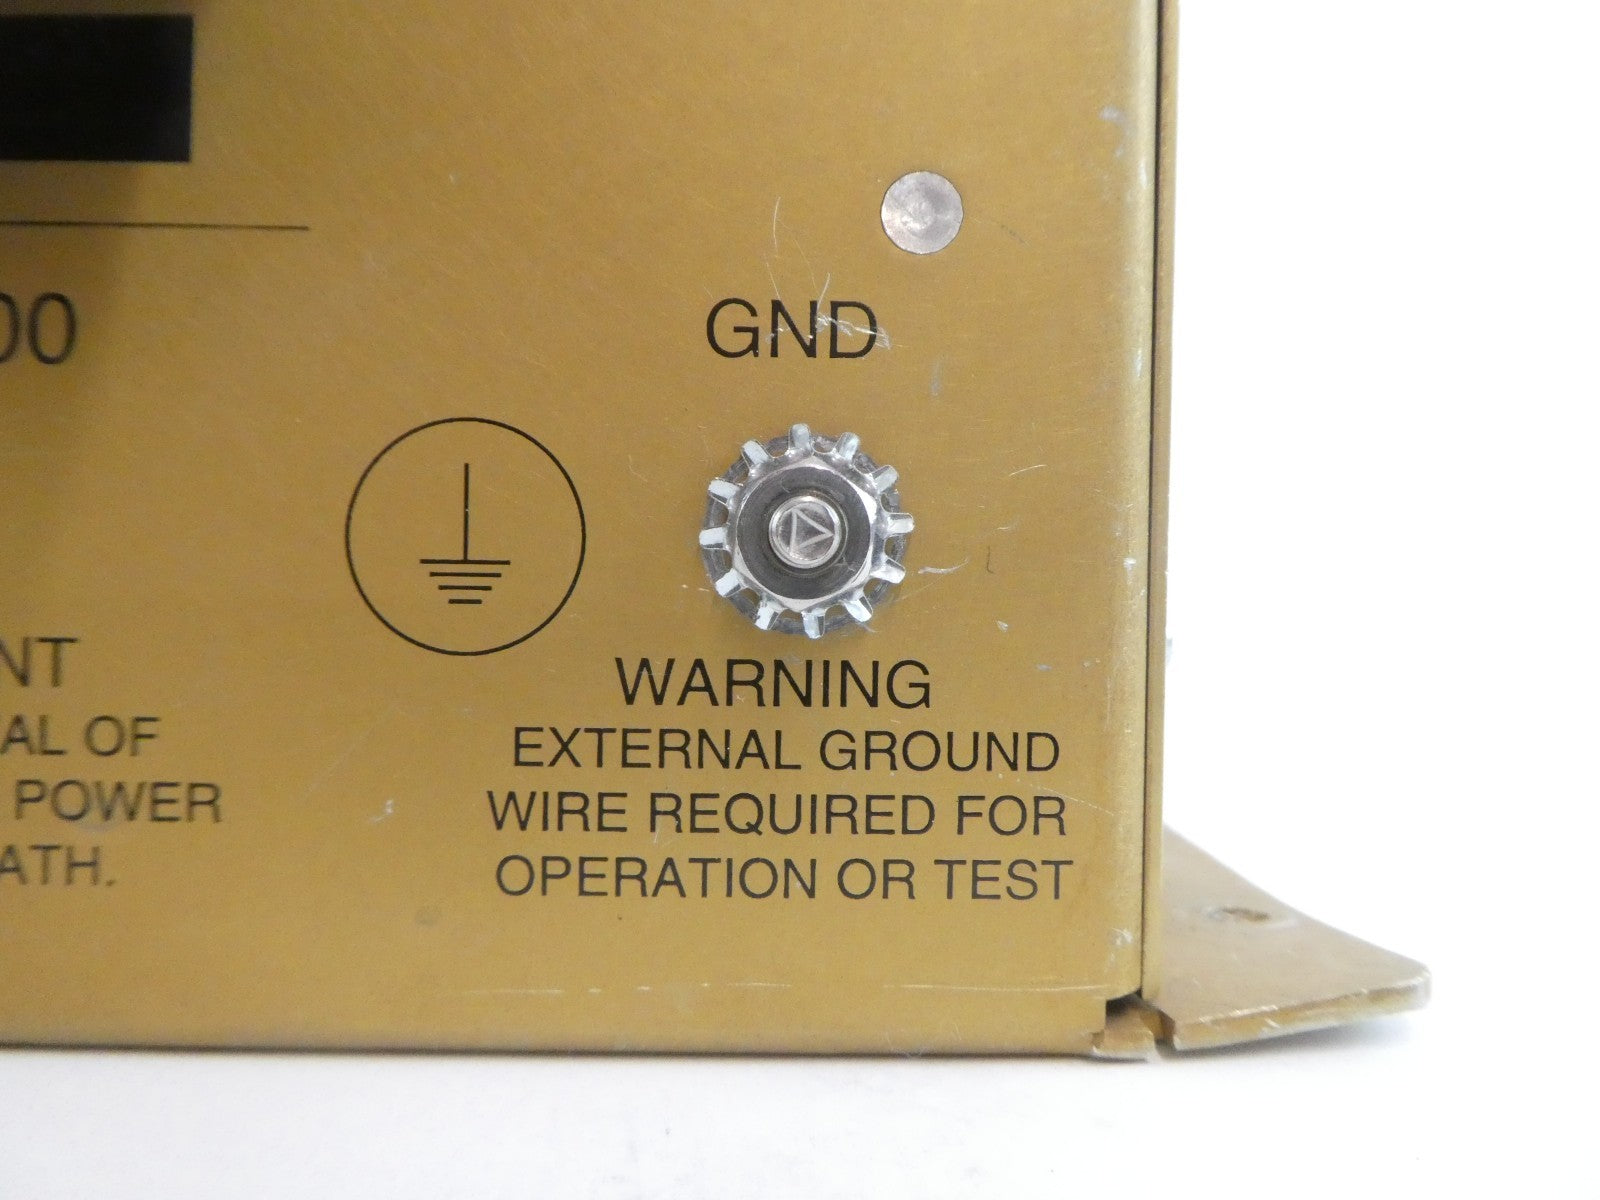 00
GND
NT
AL OF
POWER
ATH.
WARNING
EXTERNAL GROUND
WIRE REQUIRED FOR
OPERATION OR TEST